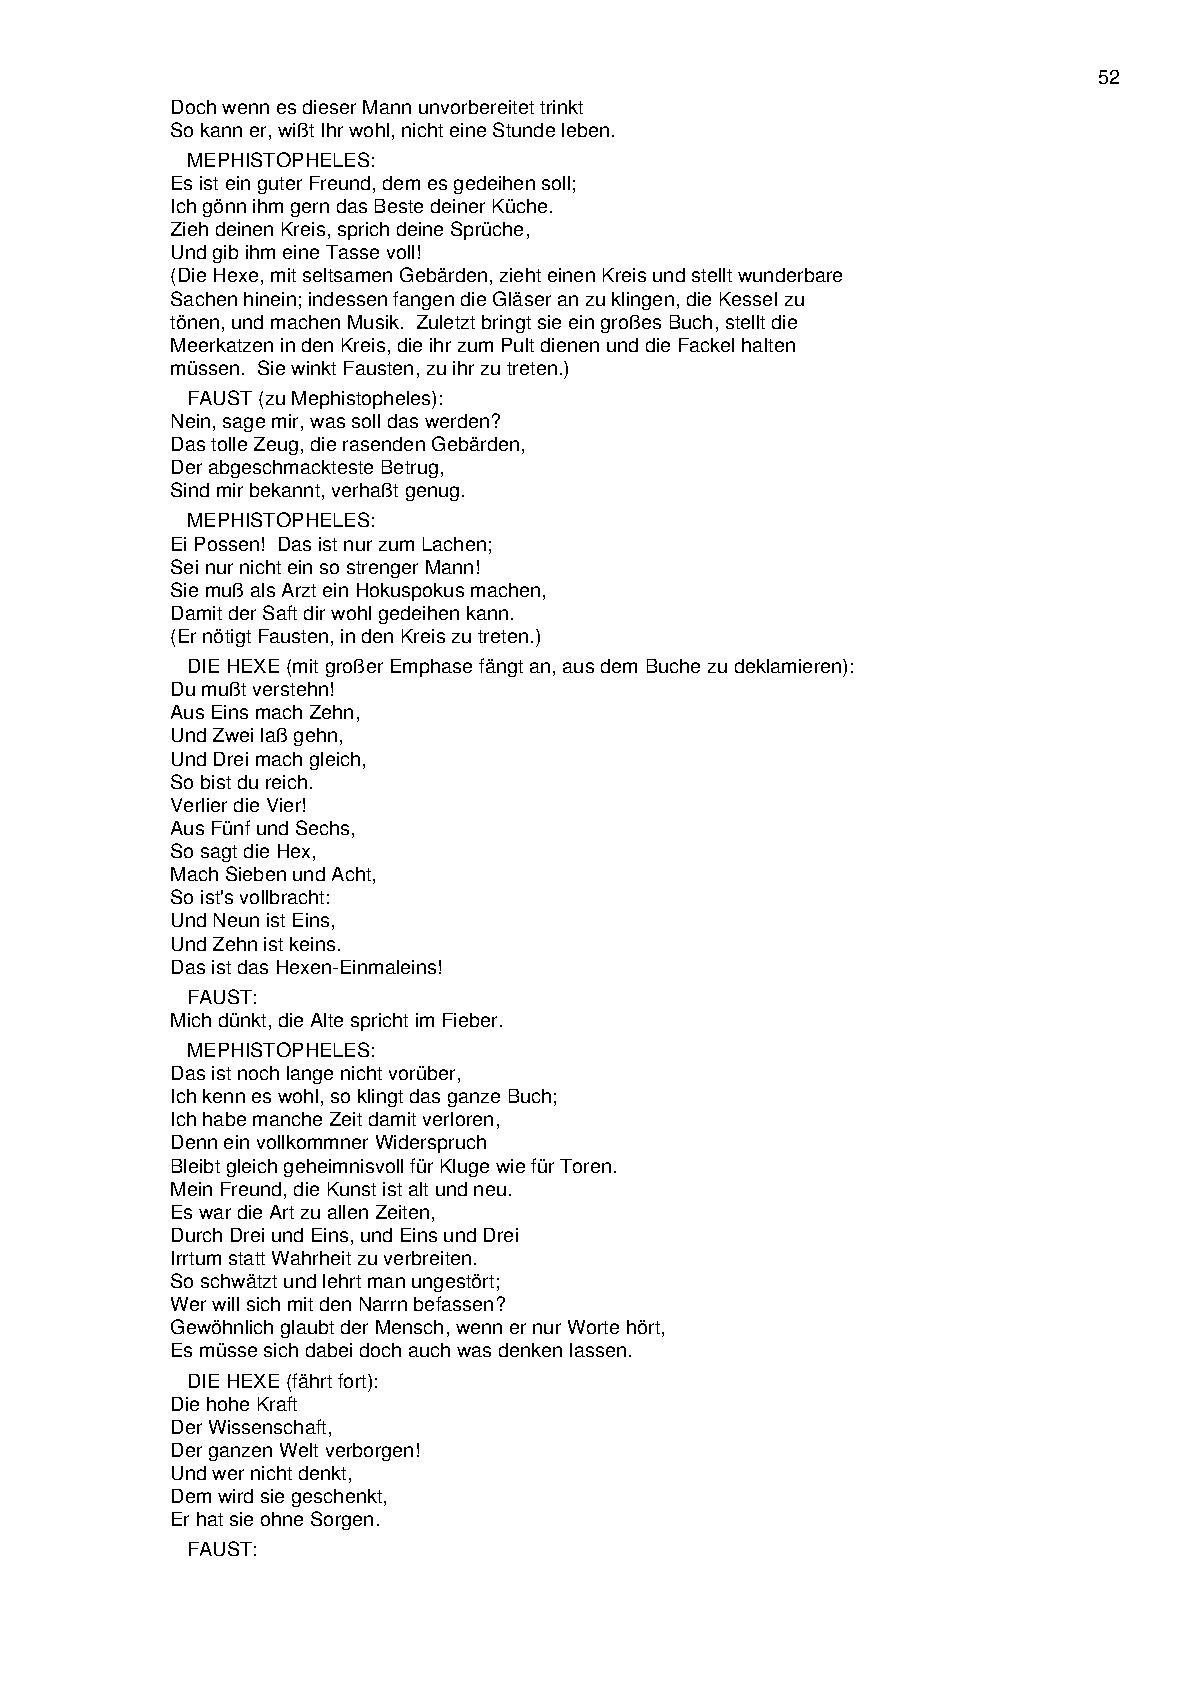 52
Doch wenn es dieser Mann unvorbereitet trinkt
So kann er, wißt Ihr wohl, nicht eine Stunde leben.
MEPHISTOPHELES:
Es ist ein guter Freund, dem es gedeihen soll;
Ich gönn ihm gern das Beste deiner Küche.
Zieh deinen Kreis, sprich deine Sprüche,
Und gib ihm eine Tasse voll!
(Die Hexe, mit seltsamen Gebärden, zieht einen Kreis und stellt wunderbare
Sachen hinein; indessen fangen die Gläser an zu klingen, die Kessel zu
tönen, und machen Musik.  Zuletzt bringt sie ein großes Buch, stellt die
Meerkatzen in den Kreis, die ihr zum Pult dienen und die Fackel halten
müssen.  Sie winkt Fausten, zu ihr zu treten.)
FAUST (zu Mephistopheles):
Nein, sage mir, was soll das werden?
Das tolle Zeug, die rasenden Gebärden,
Der abgeschmackteste Betrug,
Sind mir bekannt, verhaßt genug.
MEPHISTOPHELES:
Ei Possen!  Das ist nur zum Lachen;
Sei nur nicht ein so strenger Mann!
Sie muß als Arzt ein Hokuspokus machen,
Damit der Saft dir wohl gedeihen kann.
(Er nötigt Fausten, in den Kreis zu treten.)
DIE HEXE (mit großer Emphase fängt an, aus dem Buche zu deklamieren):
Du mußt verstehn!
Aus Eins mach Zehn,
Und Zwei laß gehn,
Und Drei mach gleich,
So bist du reich.
Verlier die Vier!
Aus Fünf und Sechs,
So sagt die Hex,
Mach Sieben und Acht,
So ist's vollbracht:
Und Neun ist Eins,
Und Zehn ist keins.
Das ist das Hexen-Einmaleins!
FAUST:
Mich dünkt, die Alte spricht im Fieber.
MEPHISTOPHELES:
Das ist noch lange nicht vorüber,
Ich kenn es wohl, so klingt das ganze Buch;
Ich habe manche Zeit damit verloren,
Denn ein vollkommner Widerspruch
Bleibt gleich geheimnisvoll für Kluge wie für Toren.
Mein Freund, die Kunst ist alt und neu.
Es war die Art zu allen Zeiten,
Durch Drei und Eins, und Eins und Drei
Irrtum statt Wahrheit zu verbreiten.
So schwätzt und lehrt man ungestört;
Wer will sich mit den Narrn befassen?
Gewöhnlich glaubt der Mensch, wenn er nur Worte hört,
Es müsse sich dabei doch auch was denken lassen.
DIE HEXE (fährt fort):
Die hohe Kraft
Der Wissenschaft,
Der ganzen Welt verborgen!
Und wer nicht denkt,
Dem wird sie geschenkt,
Er hat sie ohne Sorgen.
FAUST: